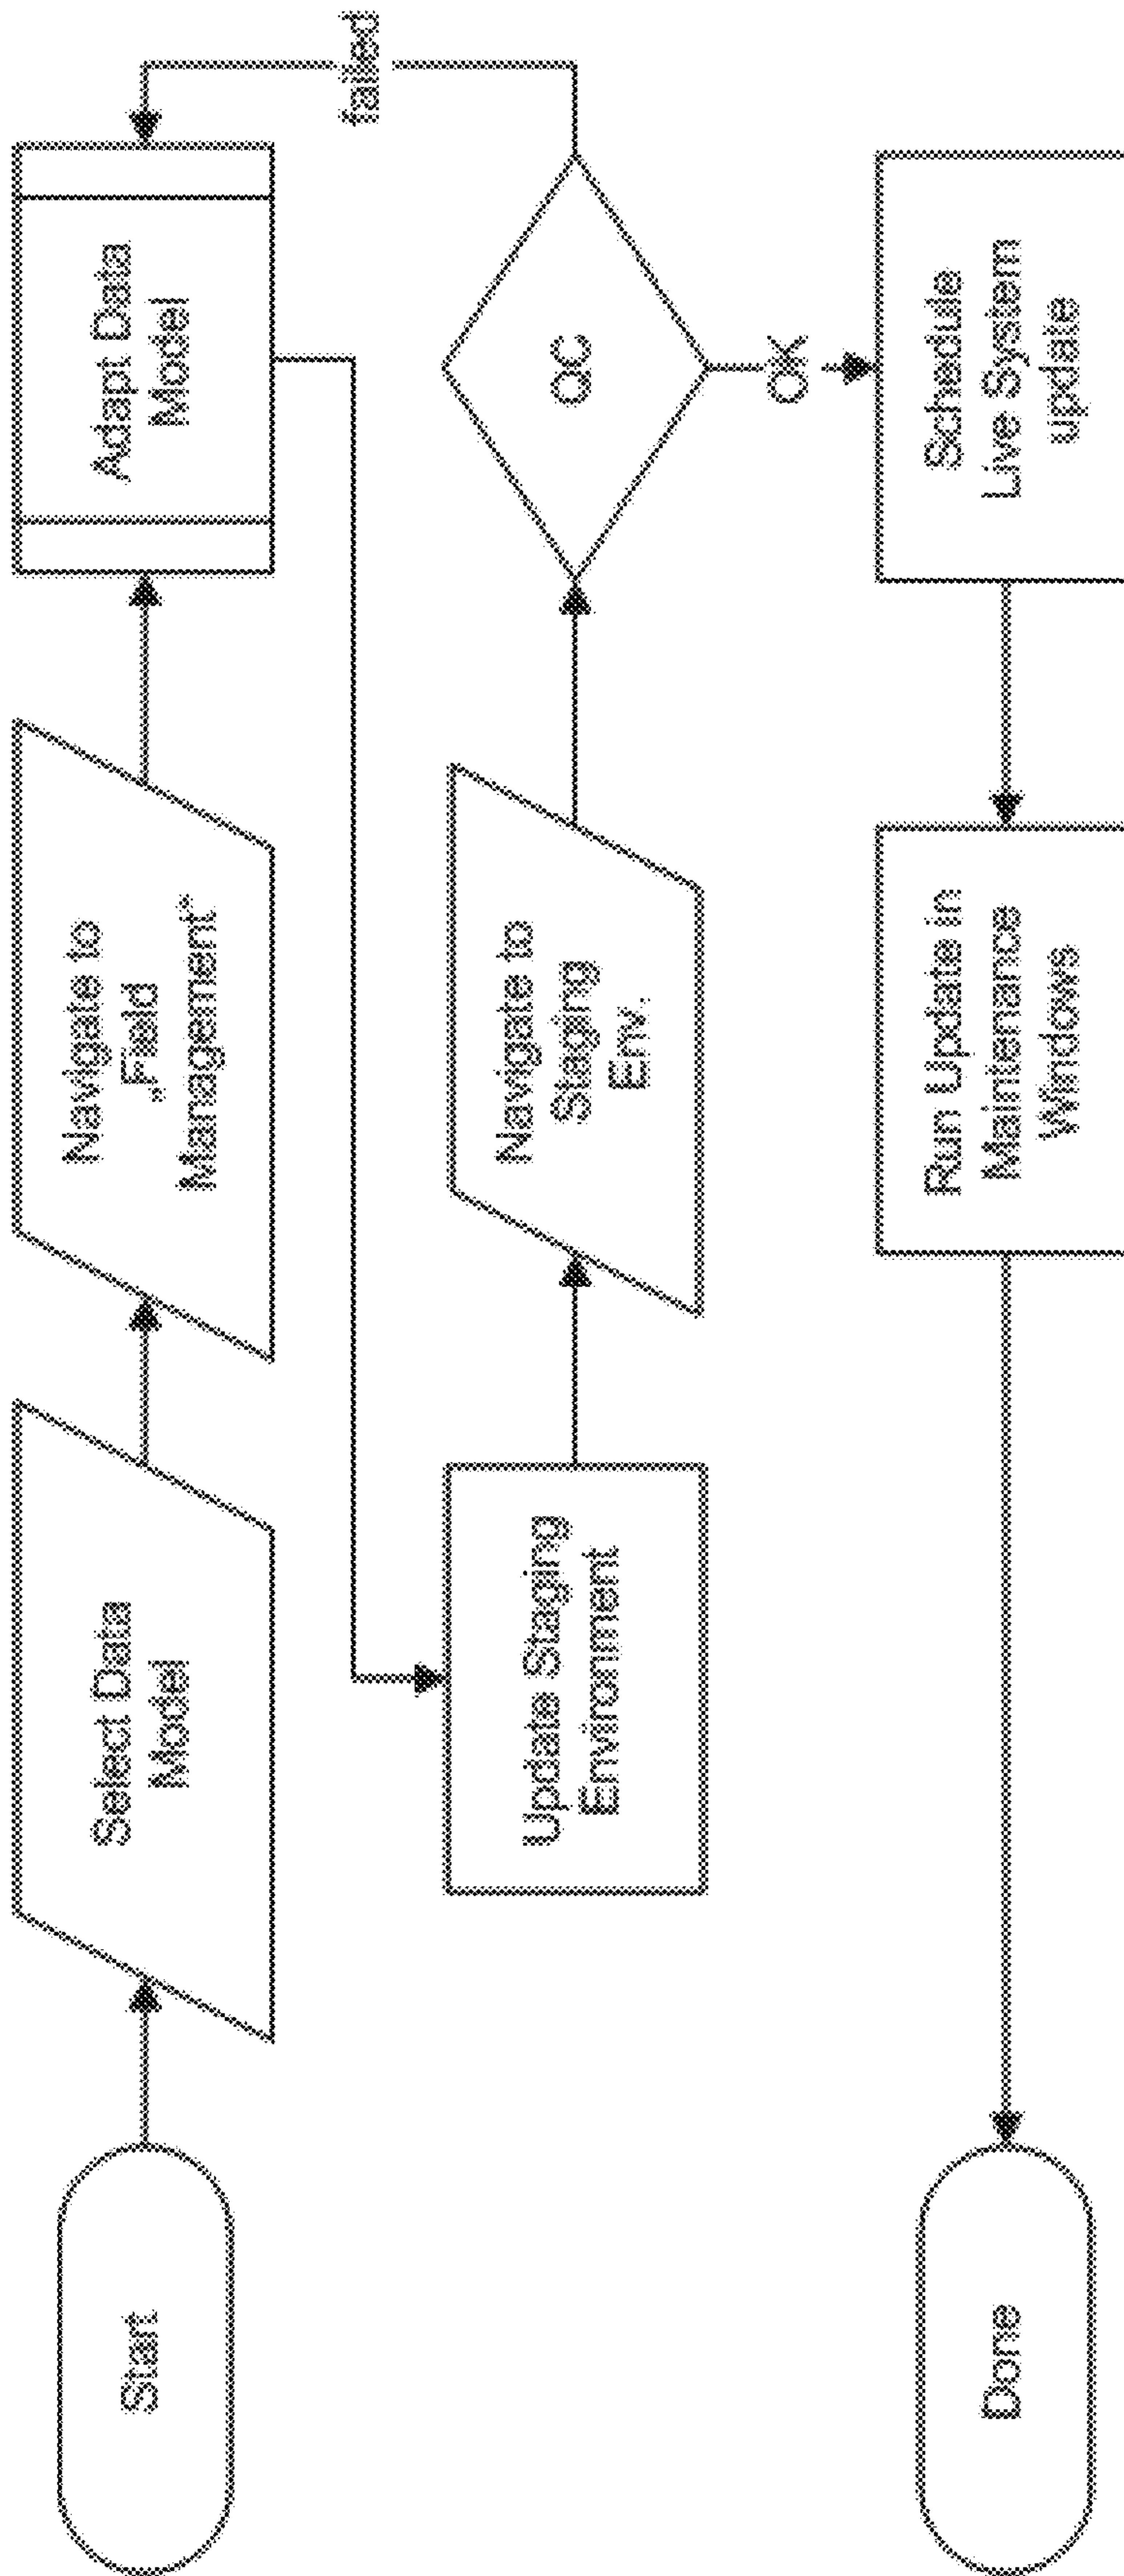 Start
Select Data
Model
Navigate to
„Field
Management“
Adapt Data
Model
failed
Update Staging
Environment
Navigate to
Staging
Env.
QC
OK
Schedule
Live System
update
Run Update in
Maintenance
Windows
Done